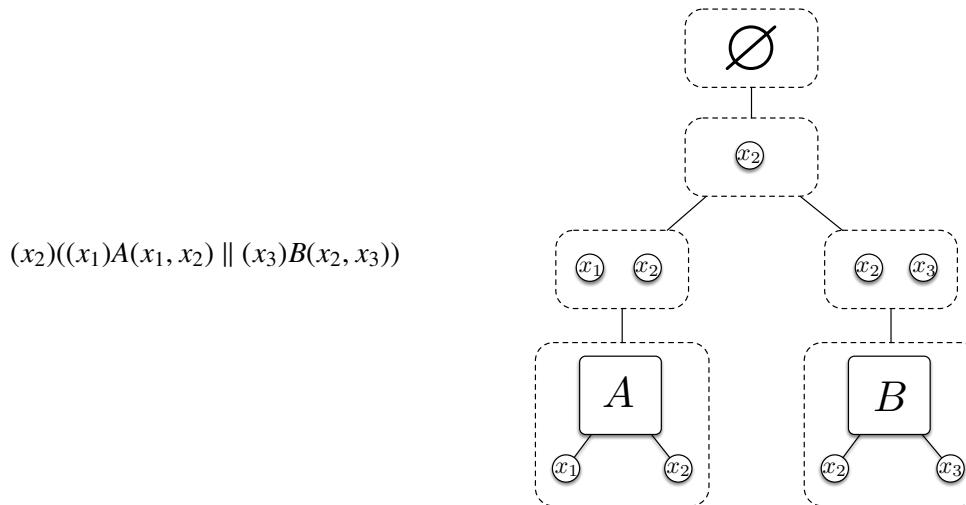 ∅
x₂
(x₂)((x₁)A(x₁, x₂) ∥ (x₃)B(x₂, x₃))
x₁ x₂ x₂ x₃
A B
x₁ x₂ x₂ x₃